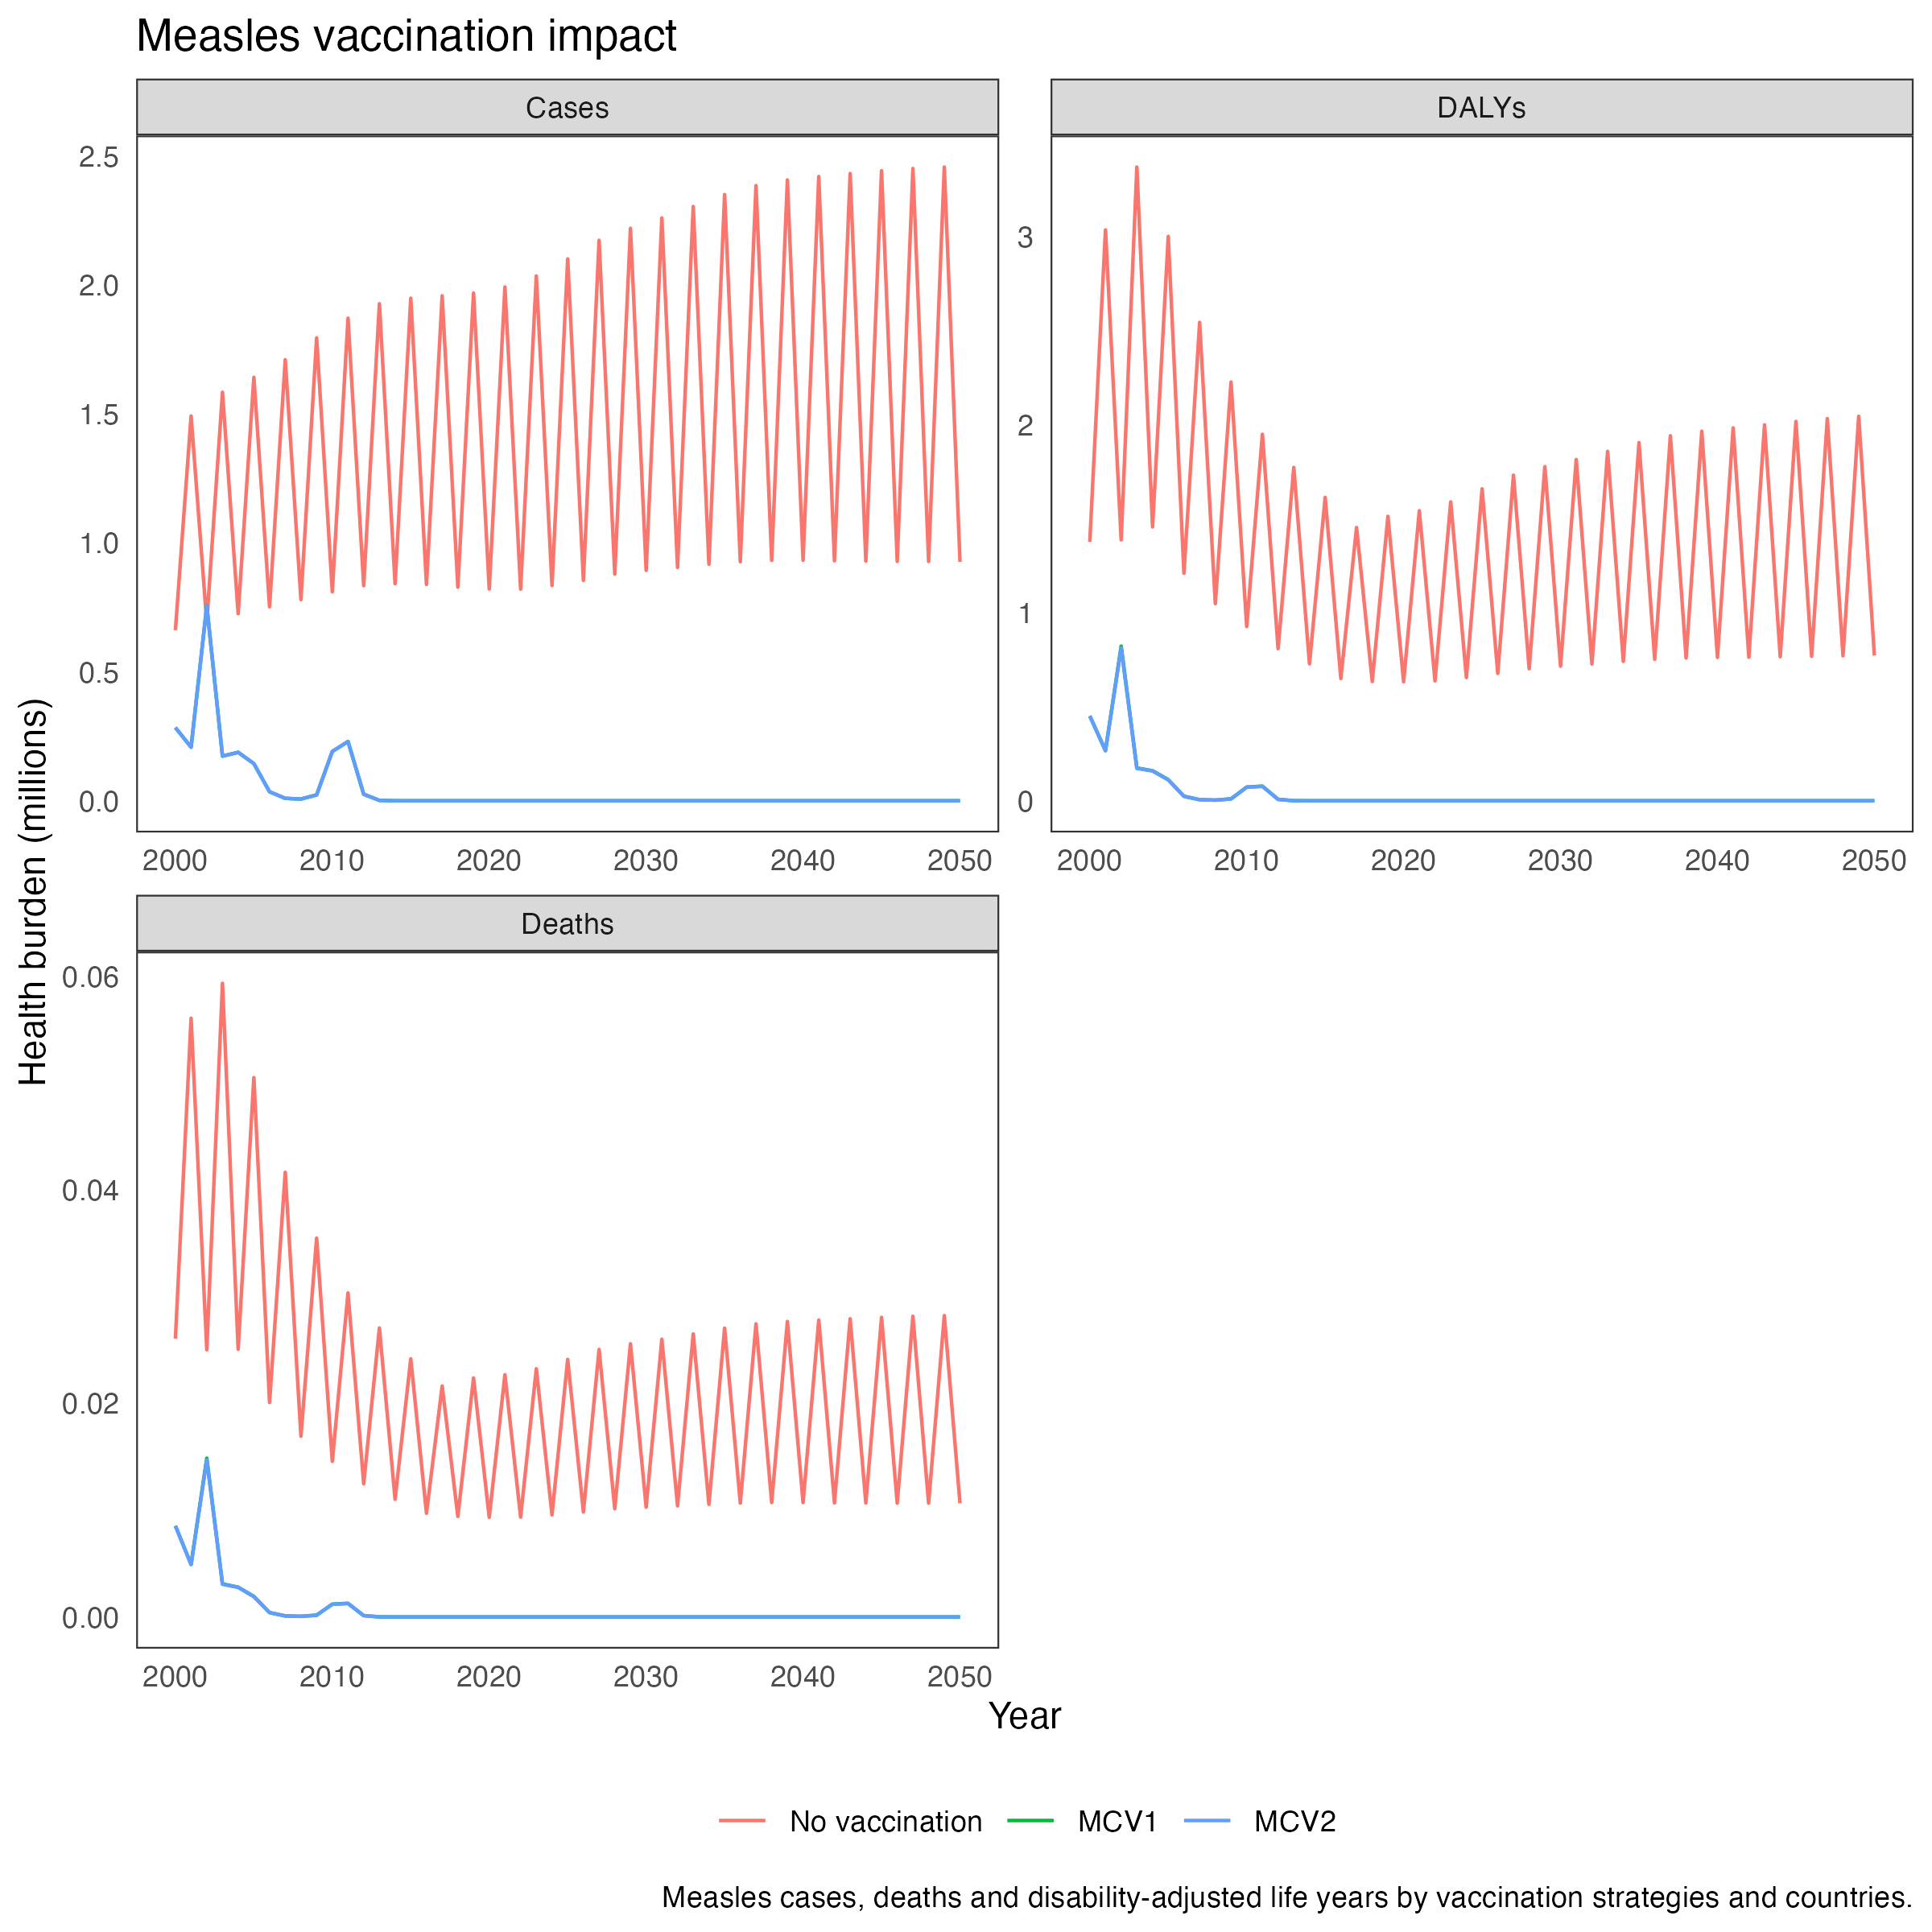 Measles vaccination impact
Cases
DALYs
2.5
2.0
1.5
1.0
0.5
0.0
3
2
1
0
2000 2010 2020 2030 2040 2050
2000 2010 2020 2030 2040 2050
Health burden (millions)
Deaths
0.06
0.04
0.02
0.00
2000 2010 2020 2030 2040 2050
Year
No vaccination MCV1 MCV2
Measles cases, deaths and disability-adjusted life years by vaccination strategies and countries.